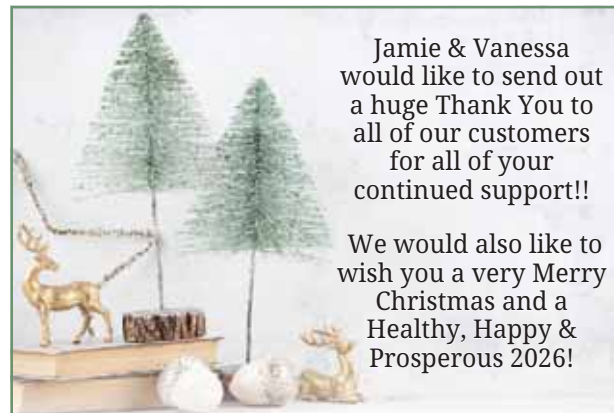 Jamie & Vanessa
would like to send out
a huge Thank You to
all of our customers
for all of your
continued support!!
We would also like to
wish you a very Merry
Christmas and a
Healthy, Happy &
Prosperous 2026!